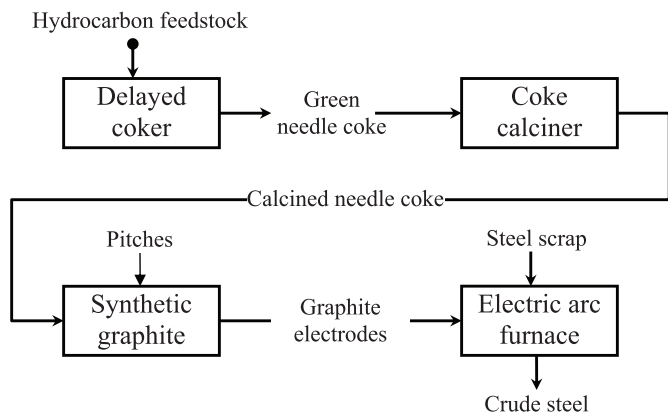 Hydrocarbon feedstock
Delayed
coker
Green
needle coke
Coke
calciner
Calcined needle coke
Pitches
Steel scrap
Synthetic
graphite
Graphite
electrodes
Electric arc
furnace
Crude steel